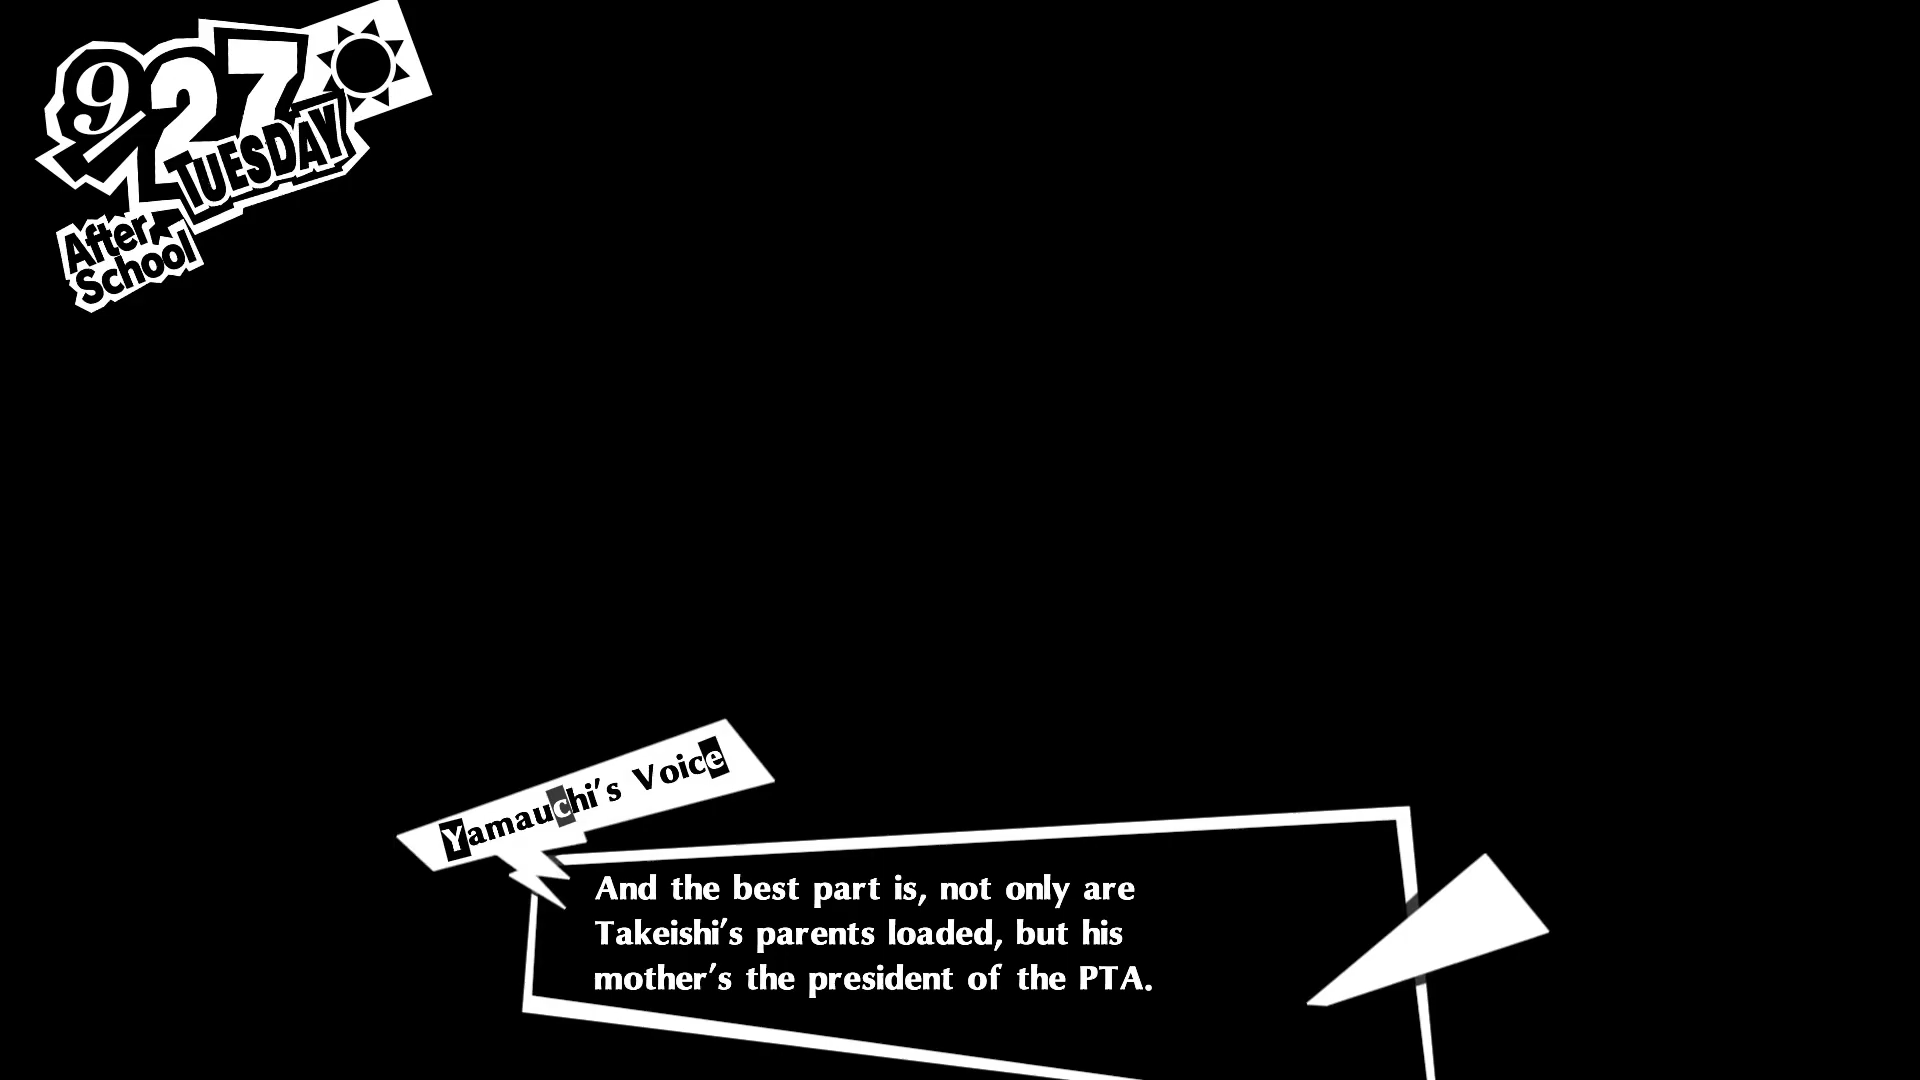 9/27
TUESDAY
After
School
Yamauchi's Voice
And the best part is, not only are
Takeishi's parents loaded, but his
mother's the president of the PTA.